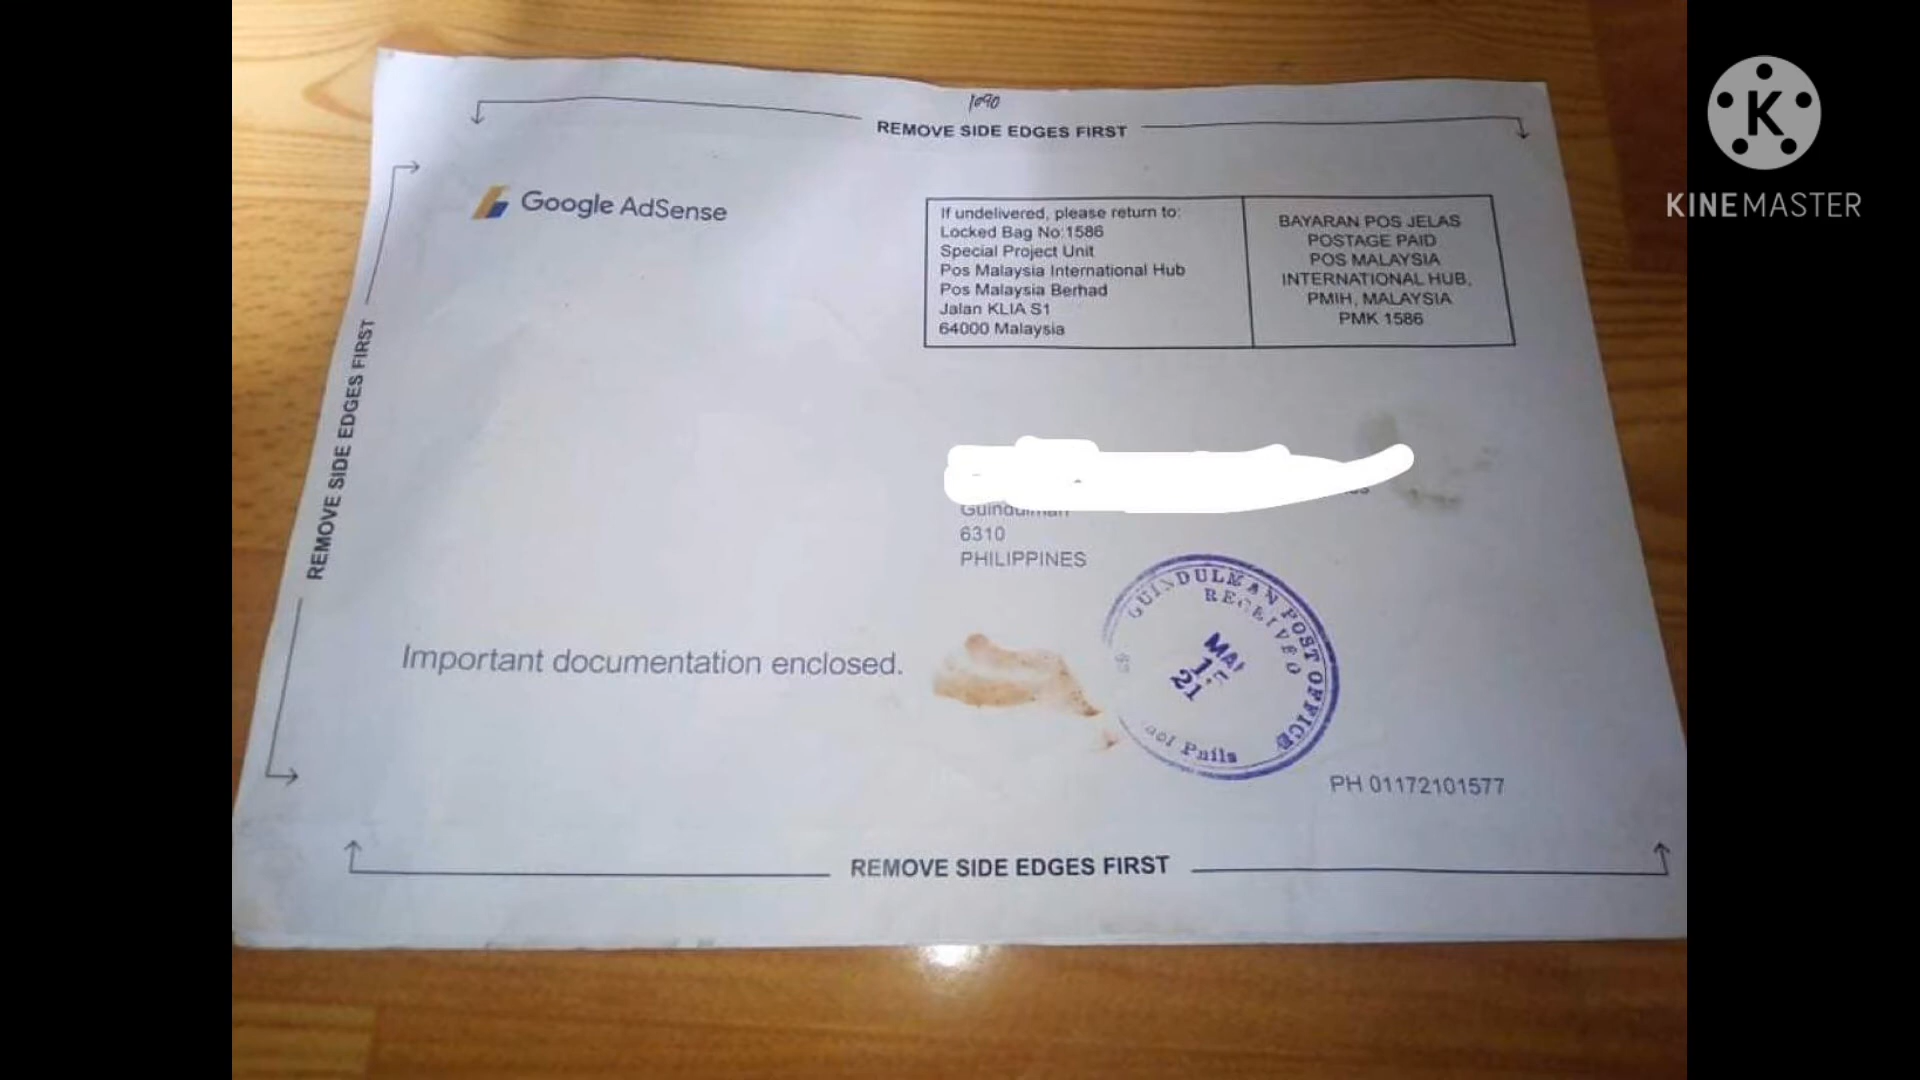 1090
REMOVE SIDE EDGES FIRST
KINEMASTER
Google AdSense
If undelivered, please return to:
Locked Bag No:1586
Special Project Unit
Pos Malaysia International Hub
Pos Malaysia Berhad
Jalan KLIA S1
64000 Malaysia
BAYARAN POS JELAS
POSTAGE PAID
POS MALAYSIA
INTERNATIONAL HUB,
PMIH, MALAYSIA
PMK 1586
REMOVE SIDE EDGES FIRST
Guindulman
6310
PHILIPPINES
GUINDULMAN POST OFFICE
RECEIVED
21
Important documentation enclosed.
PH 01172101577
REMOVE SIDE EDGES FIRST